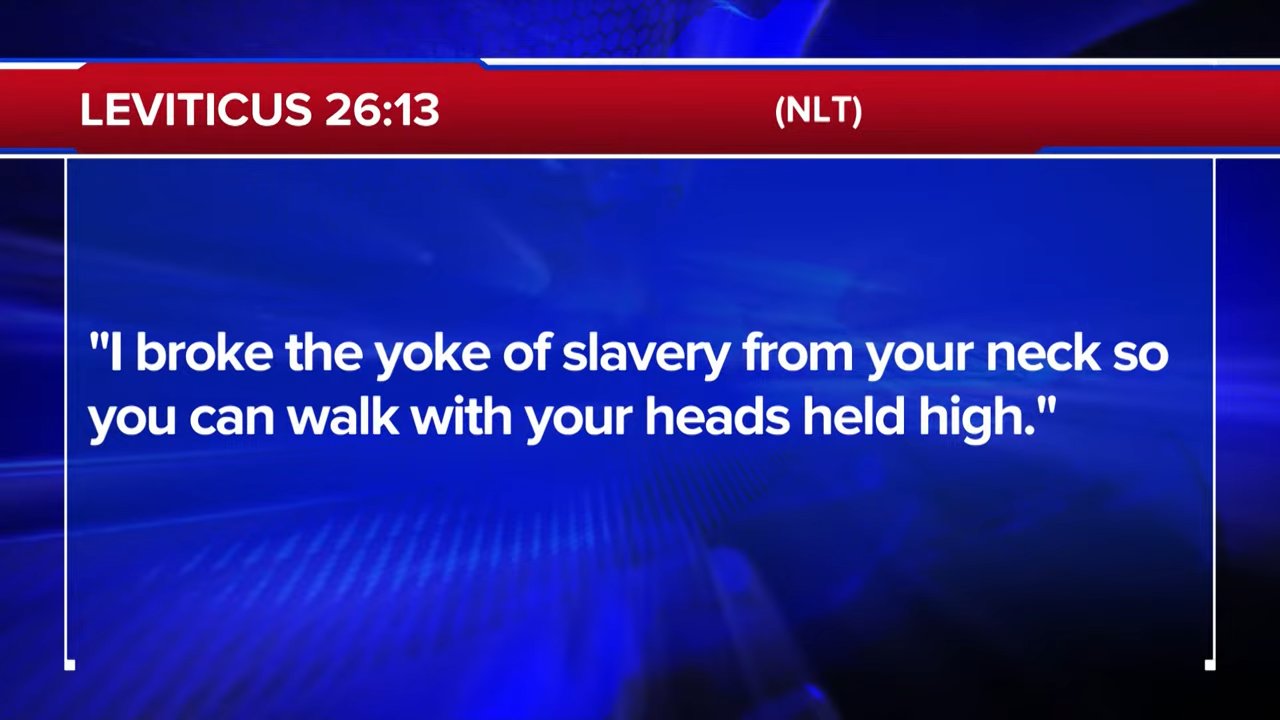 LEVITICUS 26:13 (NLT)
"I broke the yoke of slavery from your neck so
you can walk with your heads held high."